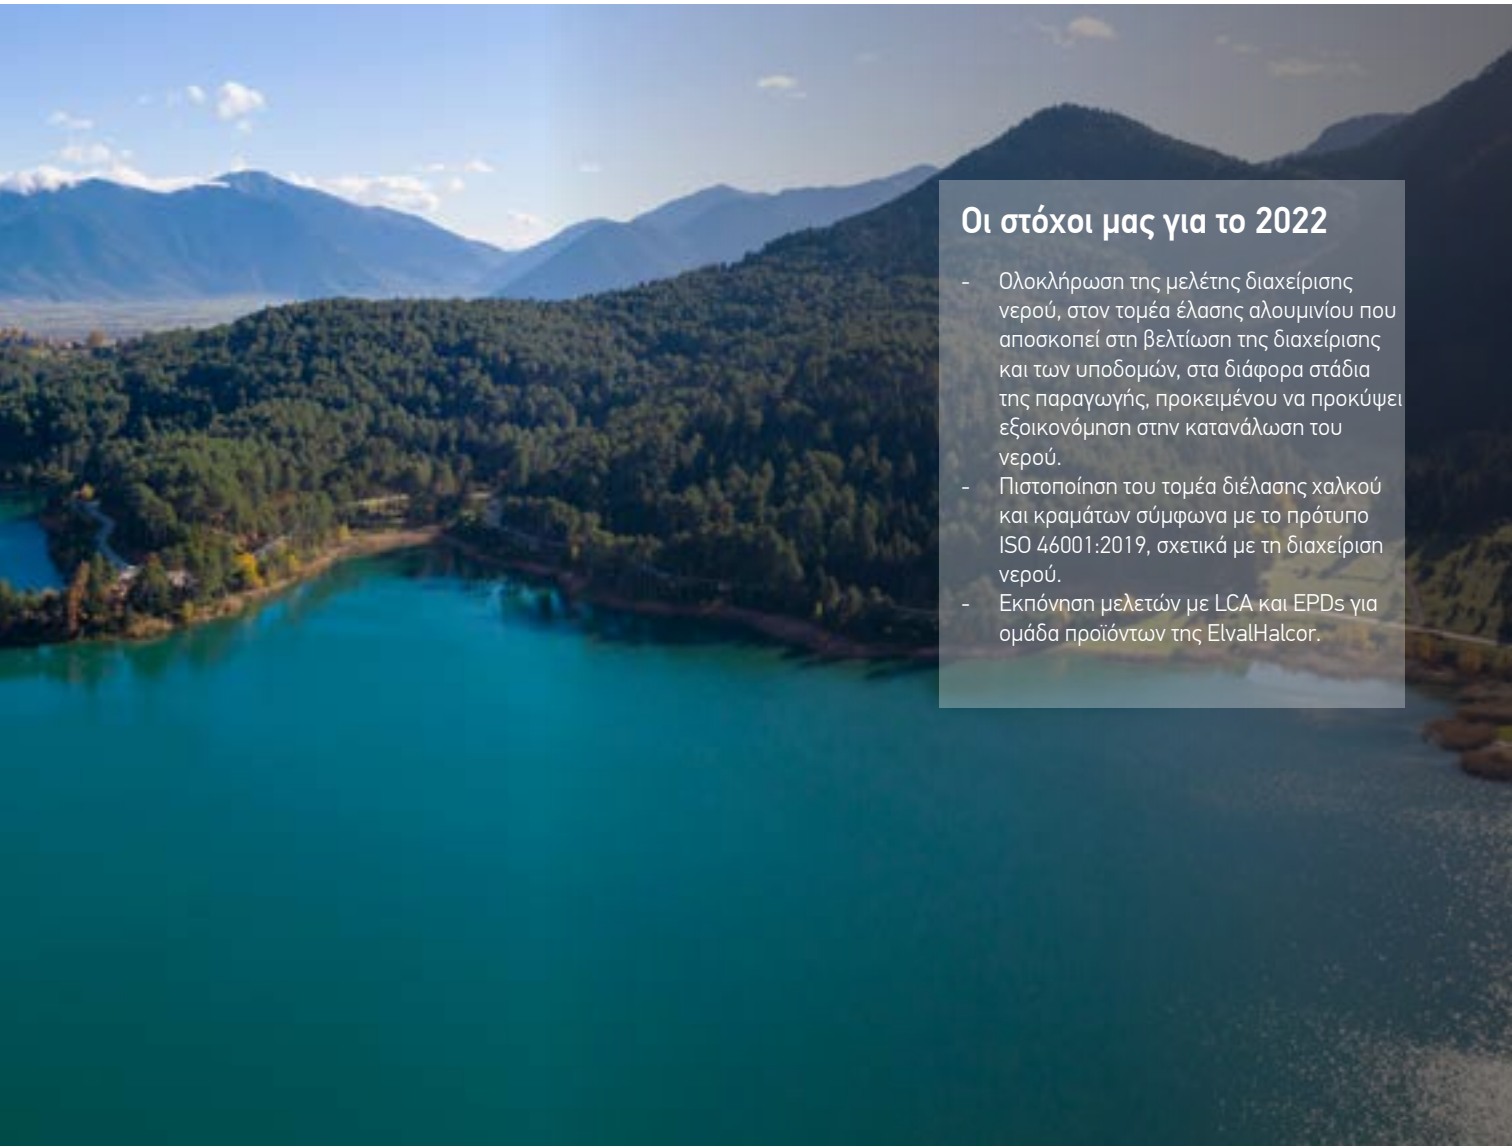 Οι στόχοι μας για το 2022
- Ολοκλήρωση της μελέτης διαχείρισης
νερού, στον τομέα έλασης αλουμινίου που
αποσκοπεί στη βελτίωση της διαχείρισης
και των υποδομών, στα διάφορα στάδια
της παραγωγής, προκειμένου να προκύψει
εξοικονόμηση στην κατανάλωση του
νερού.
- Πιστοποίηση του τομέα διέλασης χαλκού
και κραμάτων σύμφωνα με το πρότυπο
ISO 46001:2019, σχετικά με τη διαχείριση
νερού.
- Εκπόνηση μελετών με LCA και EPDs για
ομάδα προϊόντων της ElvalHalcor.